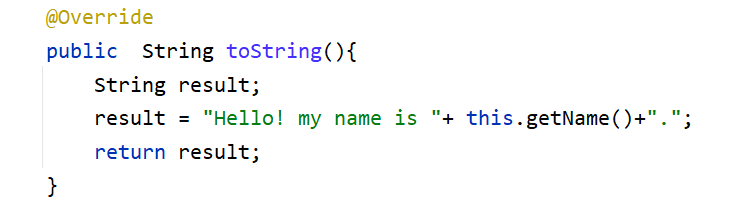 @Override
public  String toString(){
    String result;
    result = "Hello! my name is "+ this.getName()+".";
    return result;
}